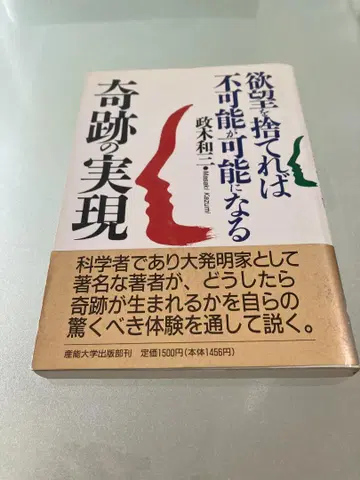 欲望を捨てれば
不可能が可能になる
政木和三●Masaki Kazumi
奇跡の実現
科学者であり大発明家として
著名な著者が、どうしたら
奇跡が生まれるかを自らの
驚くべき体験を通して説く。
産能大学出版部刊 定価1500円(本体1456円)